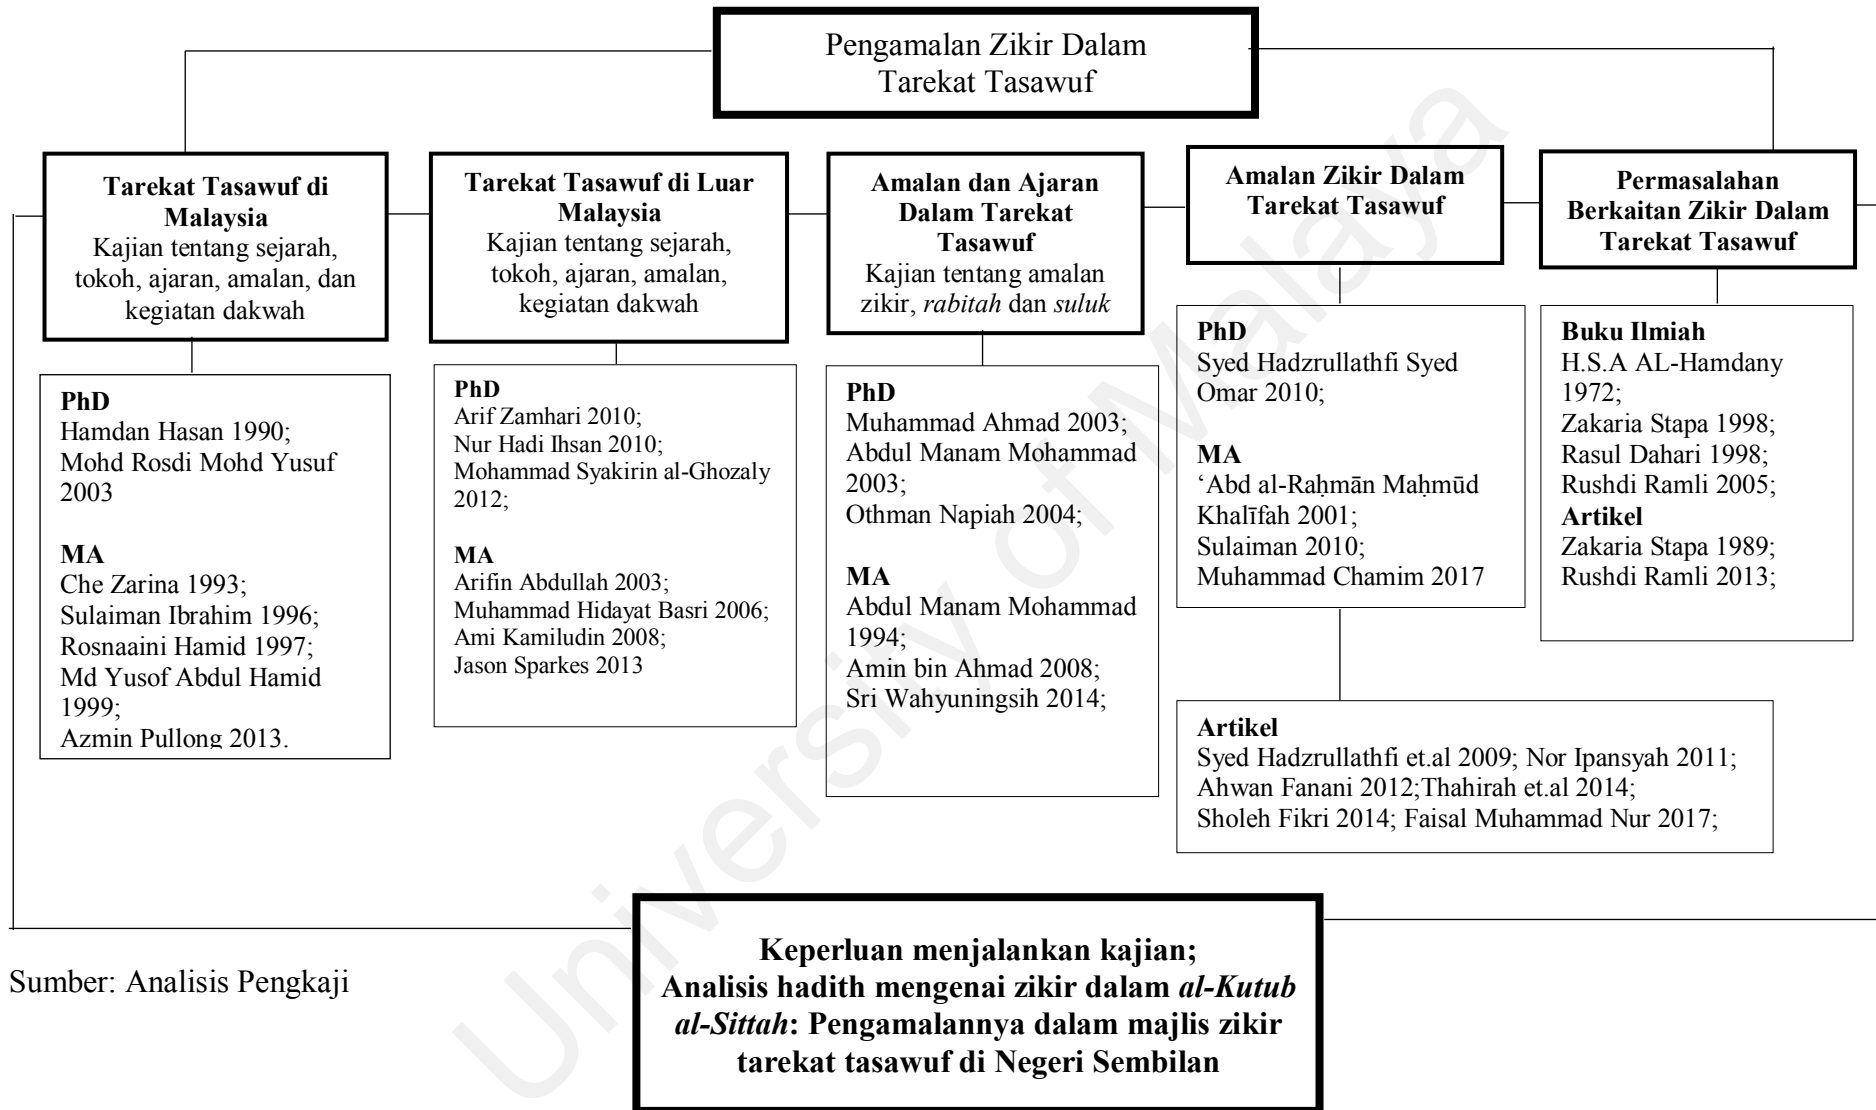 Pengamalan Zikir Dalam
Tarekat Tasawuf
Tarekat Tasawuf di
Malaysia
Kajian tentang sejarah,
tokoh, ajaran, amalan, dan
kegiatan dakwah
Tarekat Tasawuf di Luar
Malaysia
Kajian tentang sejarah,
tokoh, ajaran, amalan,
kegiatan dakwah
Amalan dan Ajaran
Dalam Tarekat
Tasawuf
Kajian tentang amalan
zikir, rabitah dan suluk
Amalan Zikir Dalam
Tarekat Tasawuf
Permasalahan
Berkaitan Zikir Dalam
Tarekat Tasawuf
PhD
Hamdan Hasan 1990;
Mohd Rosdi Mohd Yusuf
2003
MA
Che Zarina 1993;
Sulaiman Ibrahim 1996;
Rosnaaini Hamid 1997;
Md Yusof Abdul Hamid
1999;
Azmin Pullong 2013.
PhD
Arif Zamhari 2010;
Nur Hadi Ihsan 2010;
Mohammad Syakirin al-Ghozaly
2012;
MA
Arifin Abdullah 2003;
Muhammad Hidayat Basri 2006;
Ami Kamiludin 2008;
Jason Sparkes 2013
PhD
Muhammad Ahmad 2003;
Abdul Manam Mohammad
2003;
Othman Napiah 2004;
MA
Abdul Manam Mohammad
1994;
Amin bin Ahmad 2008;
Sri Wahyuningsih 2014;
PhD
Syed Hadzrullathfi Syed
Omar 2010;
MA
‘Abd al-Raḥmān Maḥmūd
Khalīfah 2001;
Sulaiman 2010;
Muhammad Chamim 2017
Buku Ilmiah
H.S.A AL-Hamdany
1972;
Zakaria Stapa 1998;
Rasul Dahari 1998;
Rushdi Ramli 2005;
Artikel
Zakaria Stapa 1989;
Rushdi Ramli 2013;
Artikel
Syed Hadzrullathfi et.al 2009; Nor Ipansyah 2011;
Ahwan Fanani 2012;Thahirah et.al 2014;
Sholeh Fikri 2014; Faisal Muhammad Nur 2017;
Keperluan menjalankan kajian;
Analisis hadith mengenai zikir dalam al-Kutub
al-Sittah: Pengamalannya dalam majlis zikir
tarekat tasawuf di Negeri Sembilan
Sumber: Analisis Pengkaji
University of Malaya